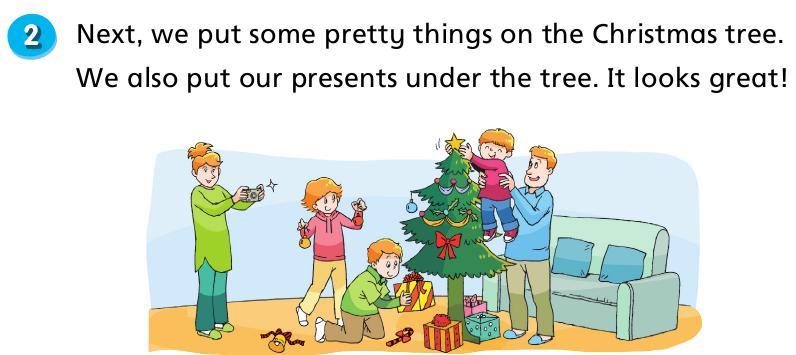 2 Next, we put some pretty things on the Christmas tree.
We also put our presents under the tree. It looks great!